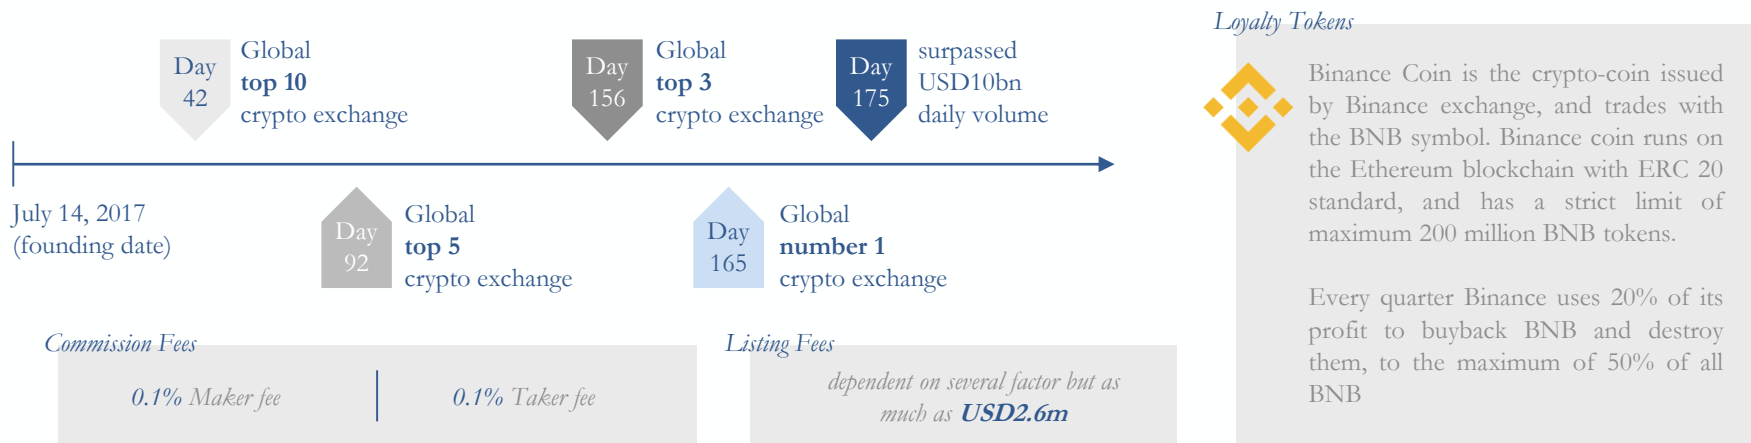 Day
42
Global
top 10
crypto exchange
Day
156
Global
top 3
crypto exchange
Day
175
surpassed
USD10bn
daily volume
July 14, 2017
(founding date)
Day
92
Global
top 5
crypto exchange
Day
165
Global
number 1
crypto exchange
Commission Fees
0.1% Maker fee
0.1% Taker fee
Listing Fees
dependent on several factor but as
much as USD2.6m
Loyalty Tokens
Binance Coin is the crypto-coin issued
by Binance exchange, and trades with
the BNB symbol. Binance coin runs on
the Ethereum blockchain with ERC 20
standard, and has a strict limit of
maximum 200 million BNB tokens.
Every quarter Binance uses 20% of its
profit to buyback BNB and destroy
them, to the maximum of 50% of all
BNB